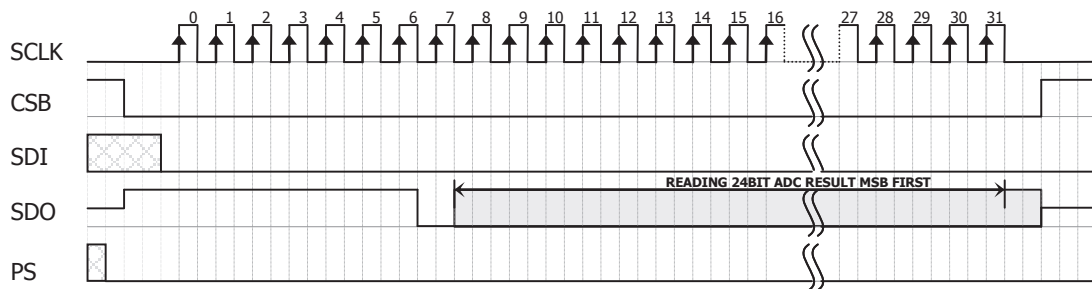 0 1 2 3 4 5 6 7 8 9 10 11 12 13 14 15 16 27 28 29 30 31
SCLK
CSB
SDI
READING 24BIT ADC RESULT MSB FIRST
SDO
PS